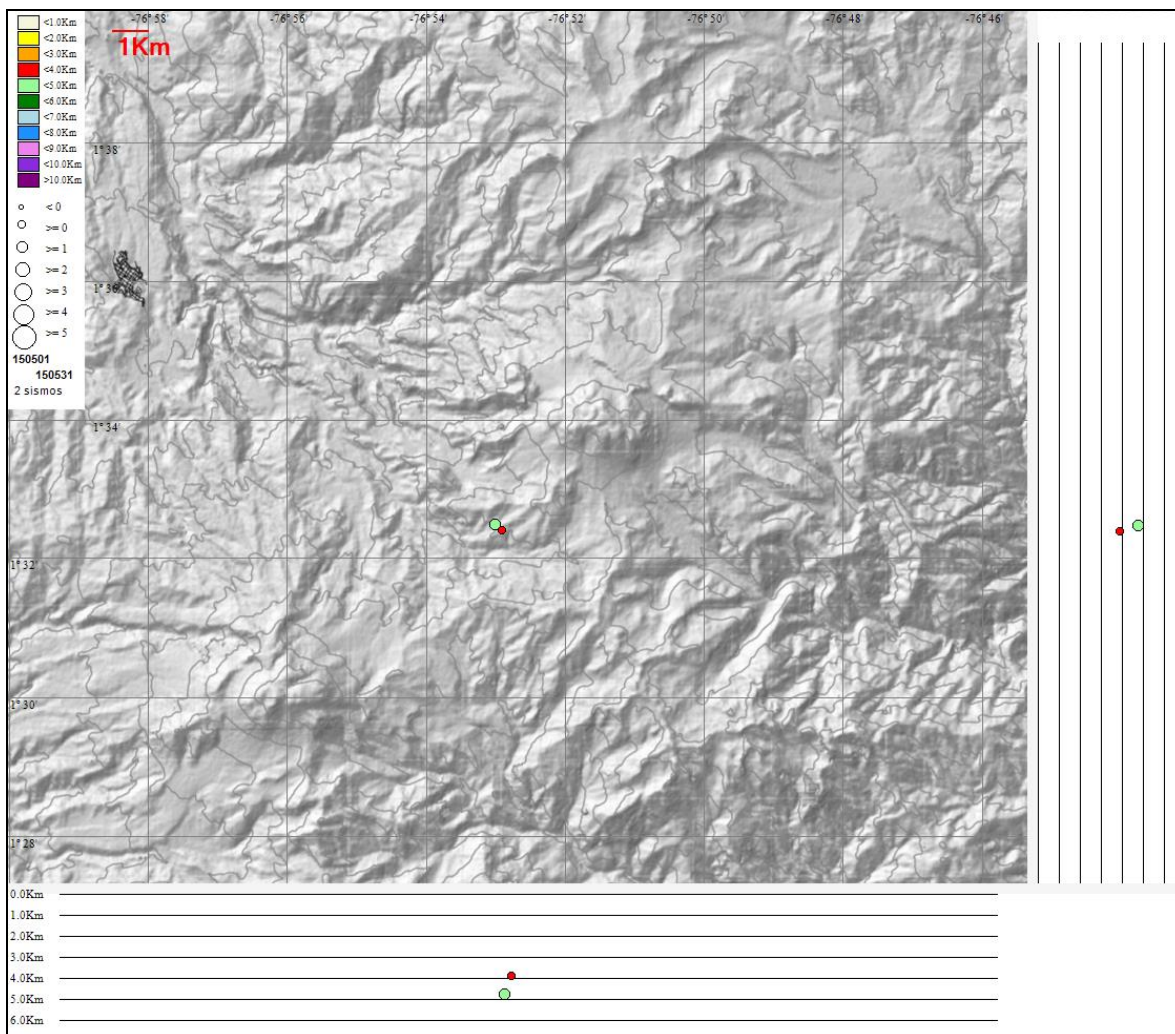 -76°58 -76°56 -76°54 -76°52 -76°50 -76°48 -76°46
<1.0Km
<2.0Km
<3.0Km
<4.0Km
<5.0Km
<6.0Km
<7.0Km
<8.0Km
<9.0Km
<10.0Km
>10.0Km
1Km
< 0
>= 0
>= 1
>= 2
>= 3
>= 4
>= 5
150501
150531
2 sismos
1°38
1°36
1°34'
1°32
1°30
1°28
0.0Km
1.0Km
2.0Km
3.0Km
4.0Km
5.0Km
6.0Km